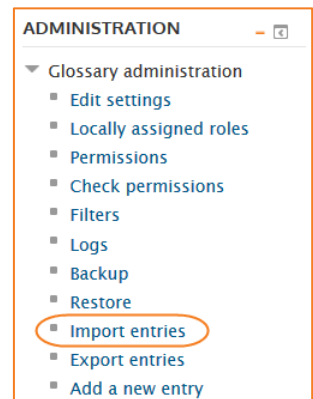 ADMINISTRATION
Glossary administration
Edit settings
Locally assigned roles
Permissions
Check permissions
Filters
Logs
Backup
Restore
Import entries
Export entries
Add a new entry